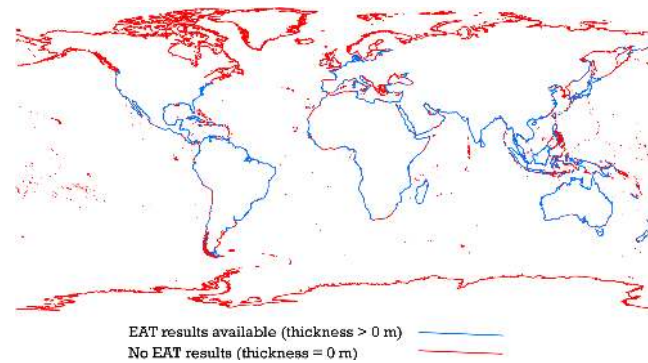 EAT results available (thickness > 0 m)
No EAT results (thickness = 0 m)